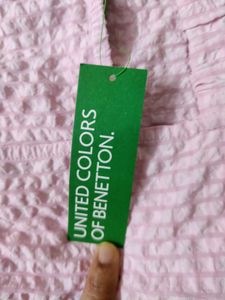 UNITED COLORS
OF BENETTON.